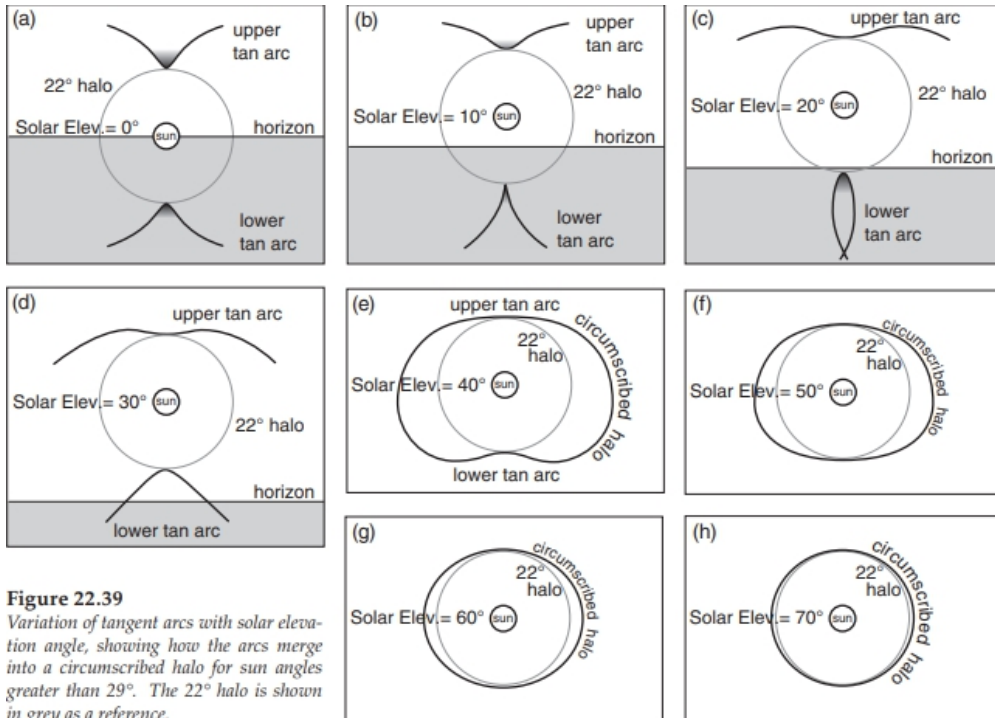 (a)
upper
tan arc
22° halo
Solar Elev.= 0°
sun
horizon
lower
tan arc
(b)
upper
tan arc
22° halo
Solar Elev.= 10°
sun
horizon
lower
tan arc
(c)
upper tan arc
22° halo
Solar Elev.= 20°
sun
horizon
lower
tan arc
(d)
upper tan arc
Solar Elev.= 30°
sun
22° halo
horizon
lower tan arc
(e)
upper tan arc
circumscribed halo
22°
halo
Solar Elev.= 40°
sun
lower tan arc
(f)
circumscribed halo
22°
halo
Solar Elev.= 50°
sun
(g)
circumscribed halo
22°
halo
Solar Elev.= 60°
sun
(h)
circumscribed halo
22°
halo
Solar Elev.= 70°
sun
Figure 22.39
Variation of tangent arcs with solar eleva-
tion angle, showing how the arcs merge
into a circumscribed halo for sun angles
greater than 29°. The 22° halo is shown
in grey as a reference.